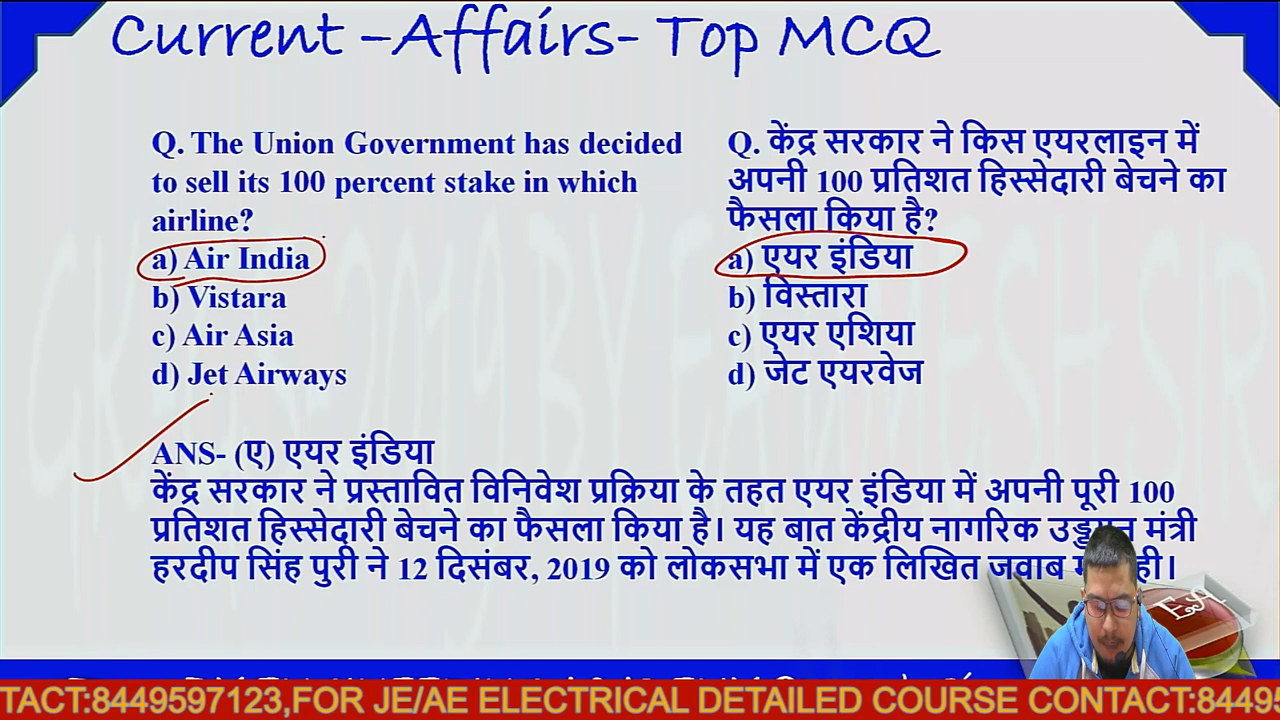 Current -Affairs- Top MCQ
Q. The Union Government has decided
to sell its 100 percent stake in which
airline?
a) Air India
b) Vistara
c) Air Asia
d) Jet Airways
Q. केंद्र सरकार ने किस एयरलाइन में
अपनी 100 प्रतिशत हिस्सेदारी बेचने का
फैसला किया है?
a) एयर इंडिया
b) विस्तारा
c) एयर एशिया
d) जेट एयरवेज
ANS- (ए) एयर इंडिया
केंद्र सरकार ने प्रस्तावित विनिवेश प्रक्रिया के तहत एयर इंडिया में अपनी पूरी 100
प्रतिशत हिस्सेदारी बेचने का फैसला किया है। यह बात केंद्रीय नागरिक मंत्री
हरदीप सिंह पुरी ने 12 दिसंबर, 2019 को लोकसभा में एक लिखित जवाब ही।
EA
TACT:8449597123,FOR JE/AE ELECTRICAL DETAILED COURSE CONTACT:8449